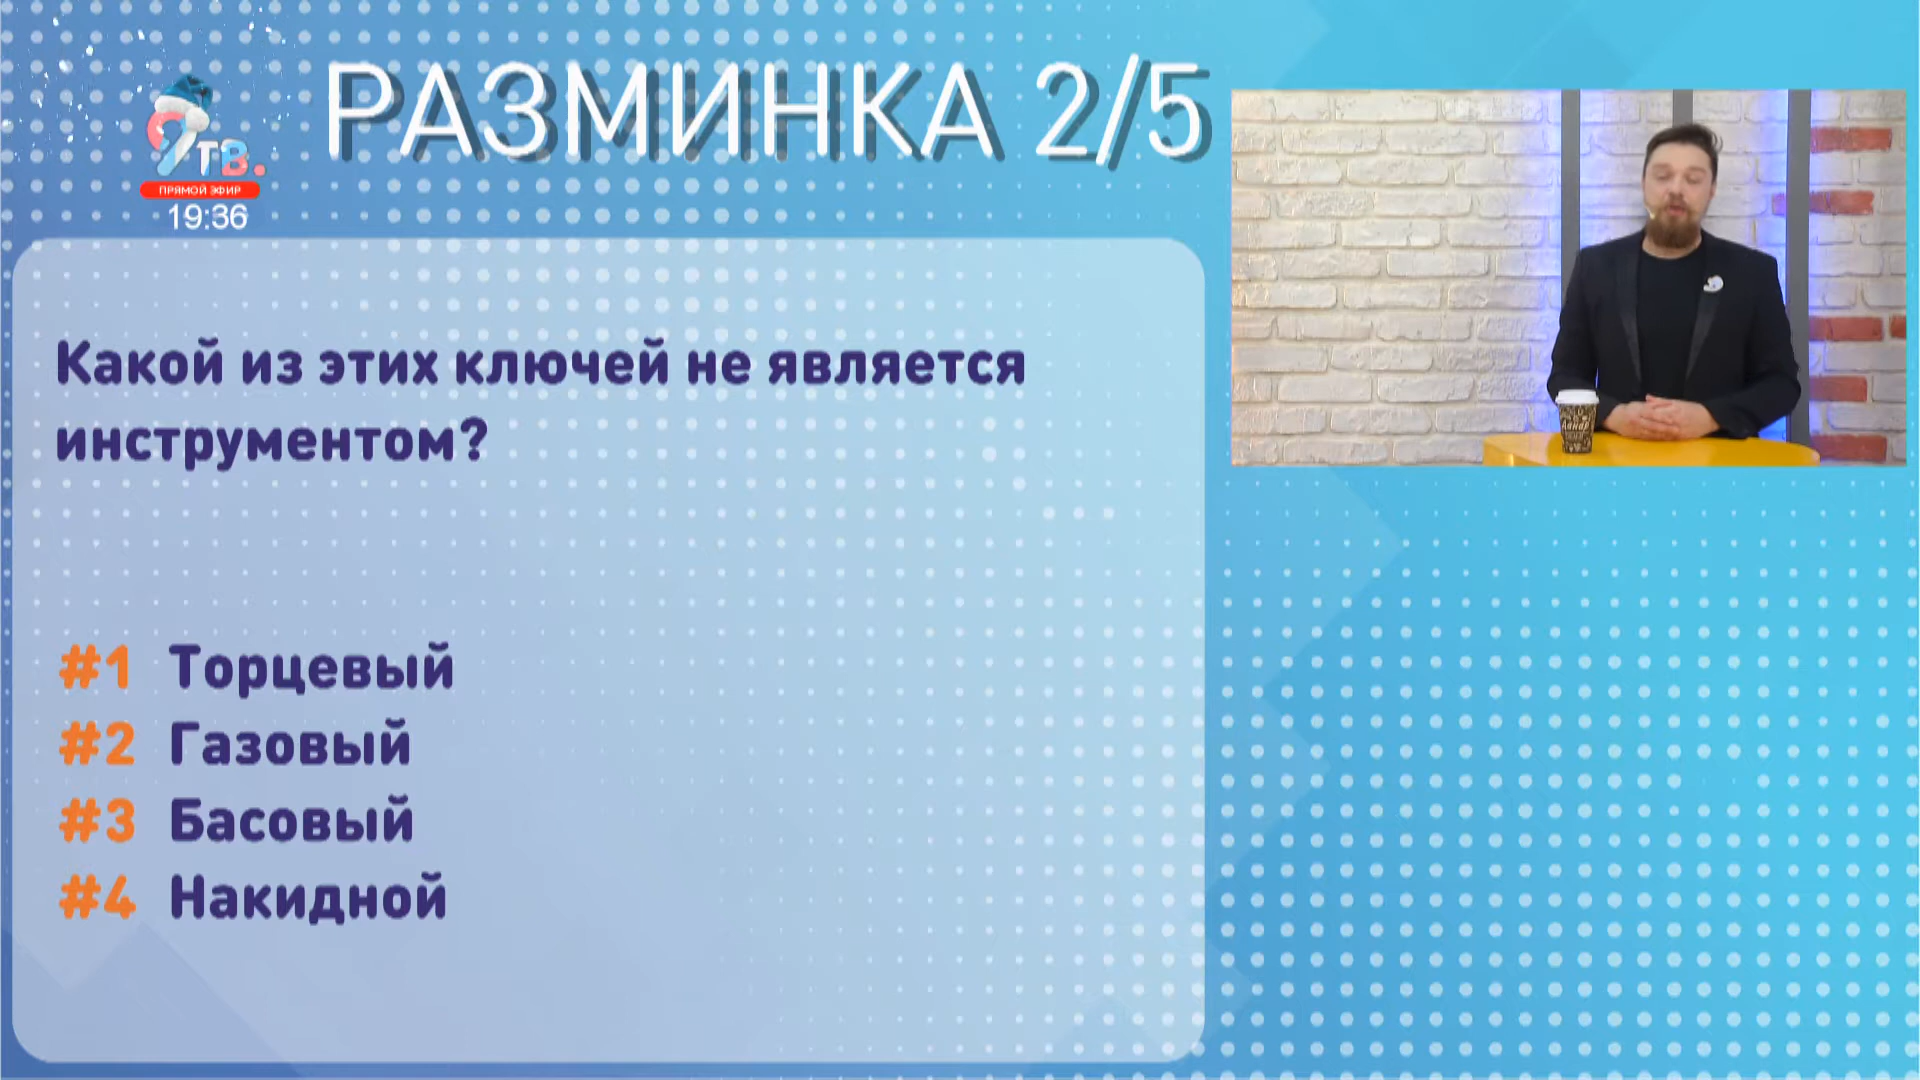 РАЗМИНКА 2/5
9ТВ.
ПРЯМОЙ ЭФИР
19:36
Какой из этих ключей не является
инструментом?
#1 Торцевый
#2 Газовый
#3 Басовый
#4 Накидной